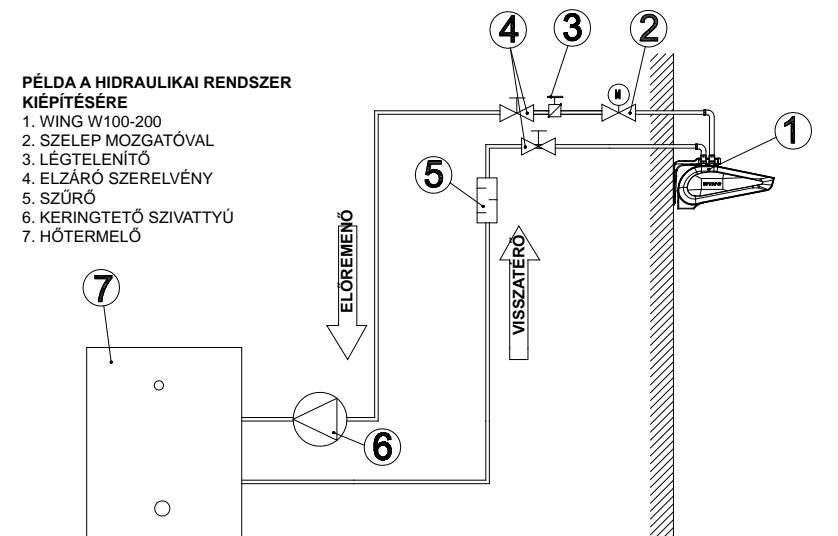 PÉLDA A HIDRAULIKAI RENDSZER
KIÉPÍTÉSÉRE
1. WING W100-200
2. SZELEP MOZGATÓVAL
3. LÉGTELENÍTŐ
4. ELZÁRÓ SZERELVÉNY
5. SZŰRŐ
6. KERINGTETŐ SZIVATTYÚ
7. HŐTERMELŐ
4
3
2
M
1
WING
5
ELŐREMENŐ
VISSZATÉRŐ
7
6